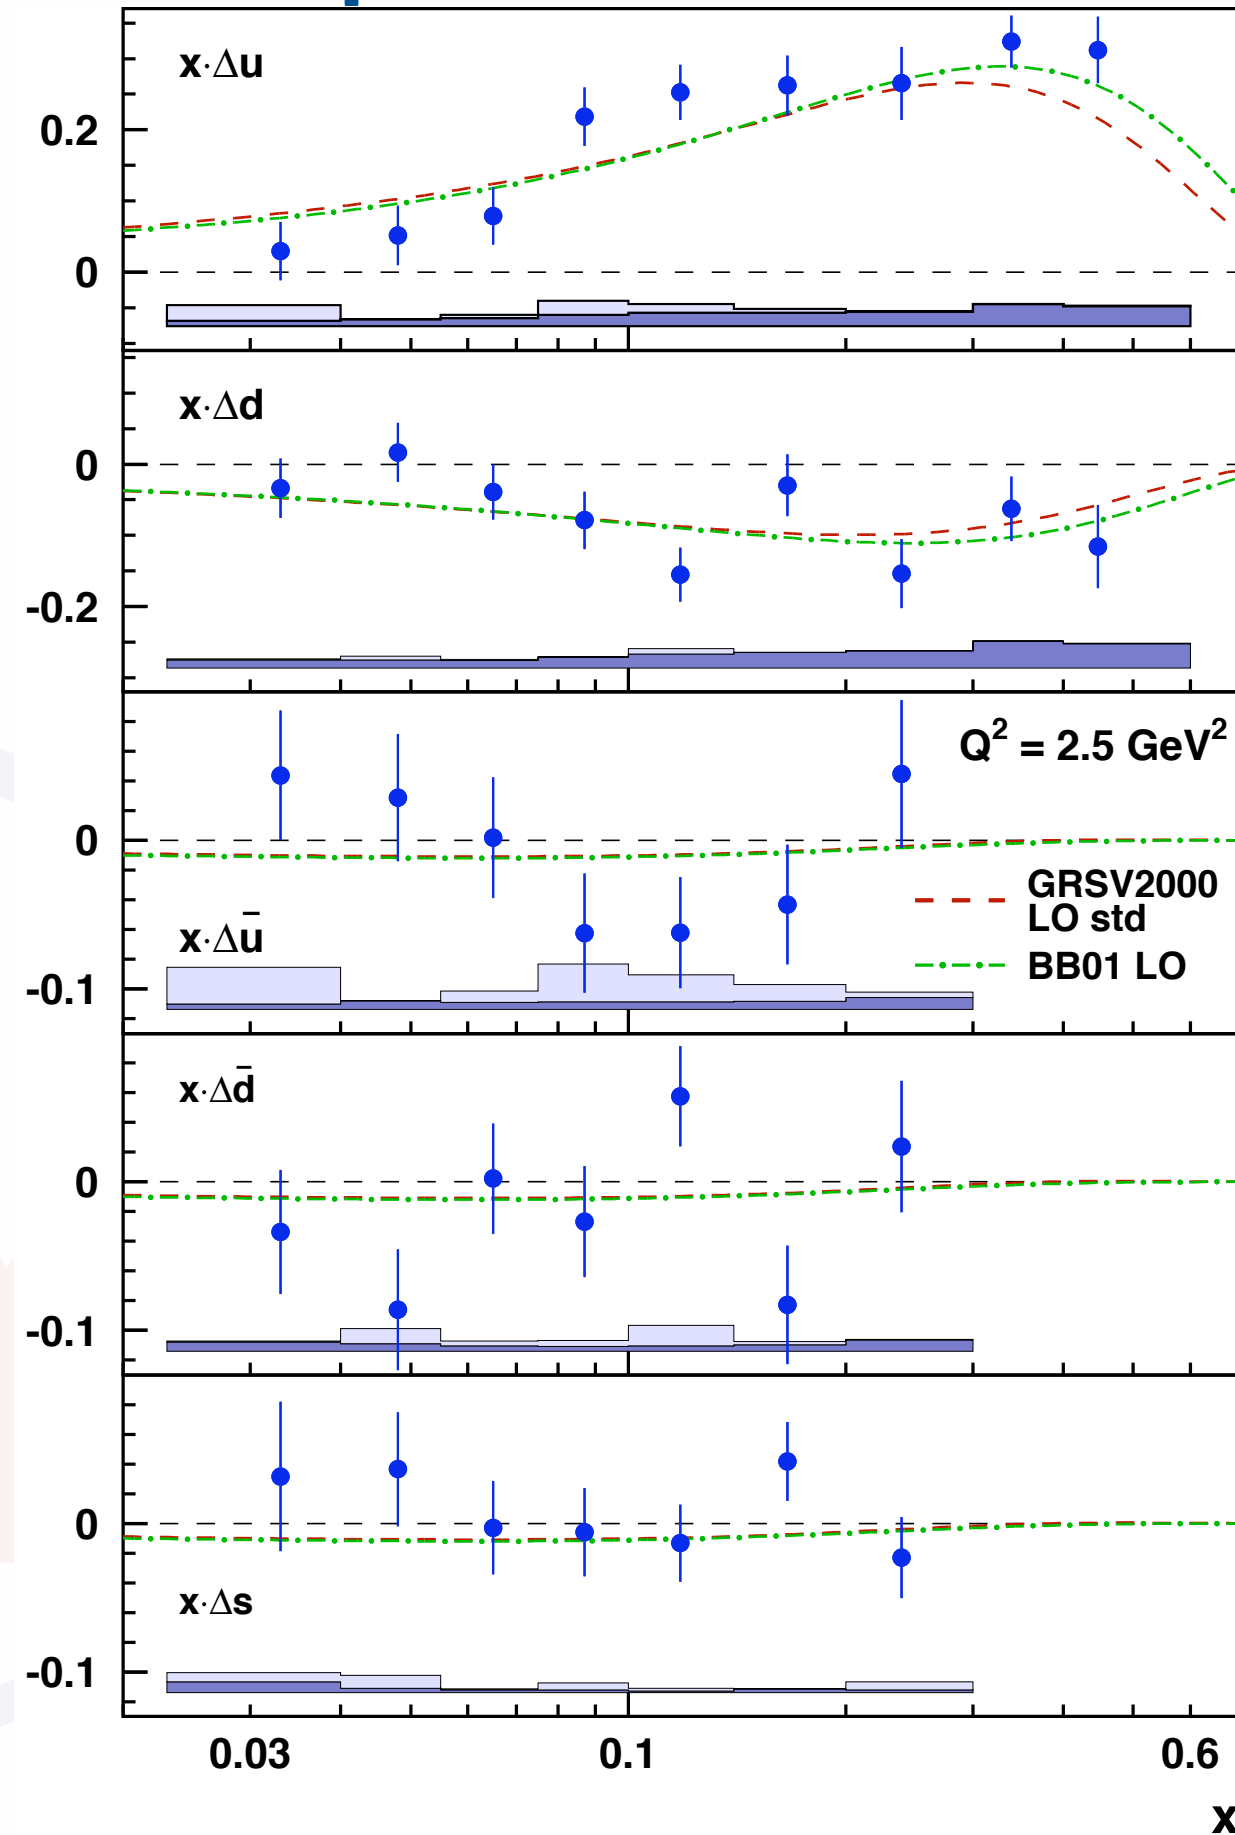 x·Δu
0.2
0
x·Δd
0
-0.2
Q² = 2.5 GeV²
0
GRSV2000
LO std
x·Δū
BB01 LO
-0.1
x·Δd̄
0
-0.1
0
x·Δs
-0.1
0.03 0.1 0.6
x